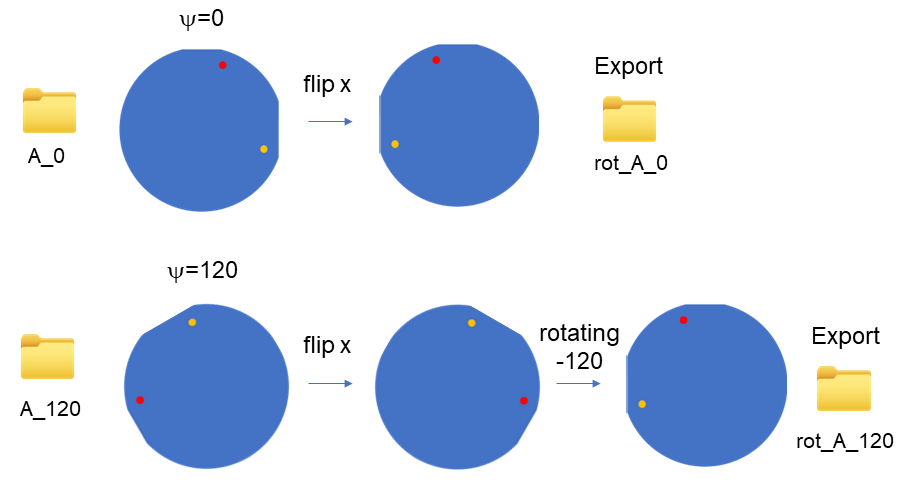 ψ=0
Export
flip x
A_0
rot_A_0
ψ=120
flip x
rotating
-120
Export
A_120
rot_A_120